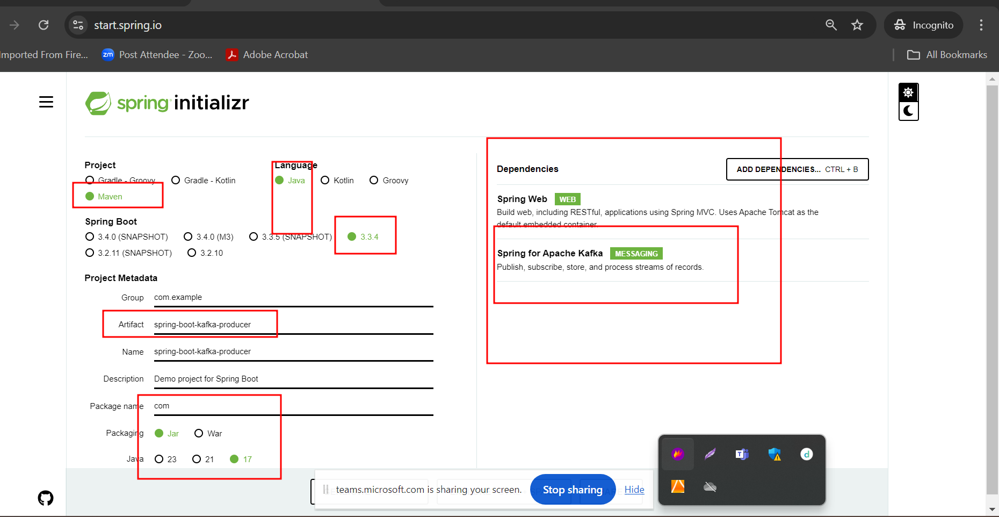 start.spring.io
Incognito
Imported From Fire...
zm Post Attendee - Zoo...
Adobe Acrobat
All Bookmarks
spring initializr
Project
Gradle - Groovy
Gradle - Kotlin
Maven
Language
Java
Kotlin
Groovy
Spring Boot
3.4.0 (SNAPSHOT)
3.4.0 (M3)
3.3.5 (SNAPSHOT)
3.3.4
3.2.11 (SNAPSHOT)
3.2.10
Project Metadata
Group com.example
Artifact spring-boot-kafka-producer
Name spring-boot-kafka-producer
Description Demo project for Spring Boot
Package name com
Packaging Jar War
Java 23 21 17
Dependencies
ADD DEPENDENCIES... CTRL + B
Spring Web WEB
Build web, including RESTful, applications using Spring MVC. Uses Apache Tomcat as the
default embedded container.
Spring for Apache Kafka MESSAGING
Publish, subscribe, store, and process streams of records.
teams.microsoft.com is sharing your screen.
Stop sharing
Hide